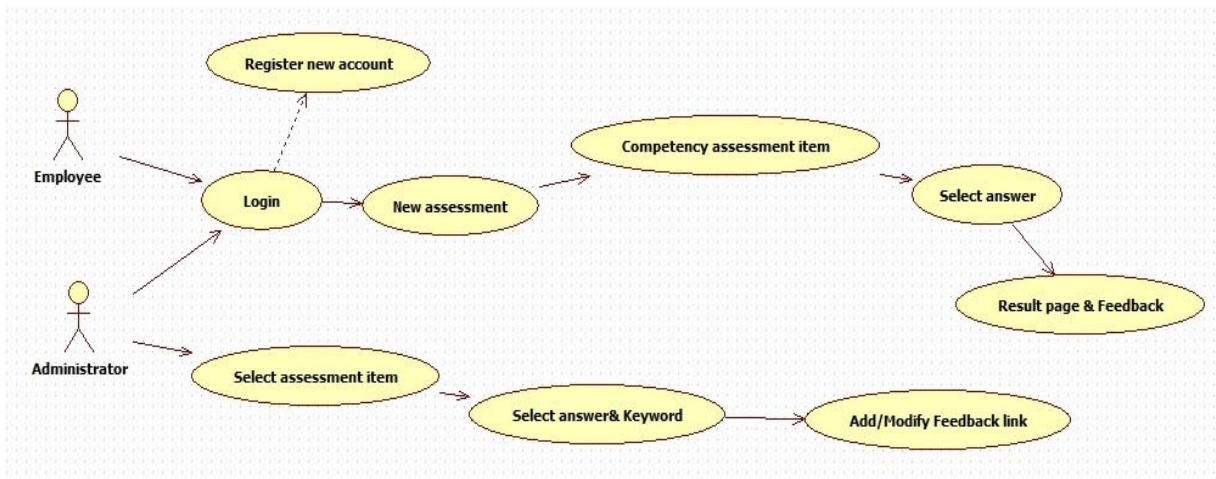 Register new account
Employee
Login
New assessment
Competency assessment item
Select answer
Result page & Feedback
Administrator
Select assessment item
Select answer& Keyword
Add/Modify Feedback link